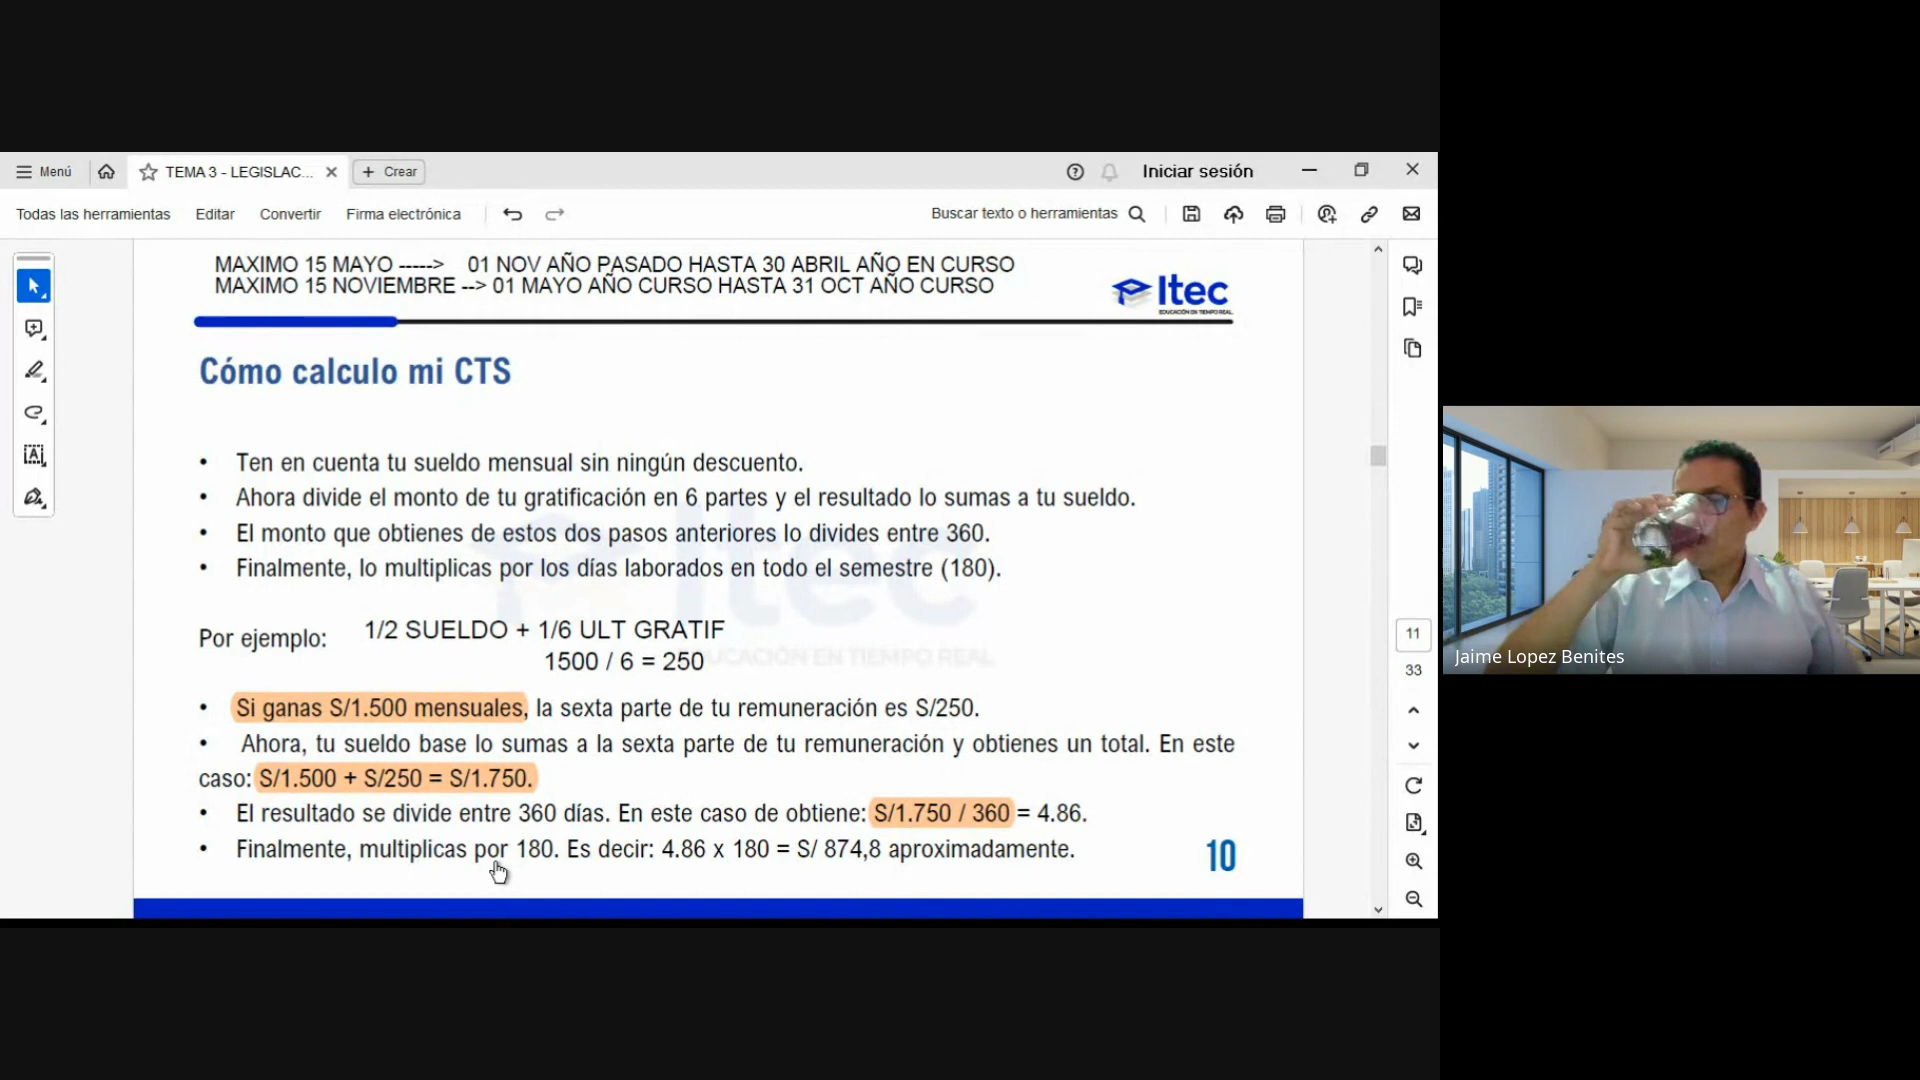 Menú
TEMA 3 - LEGISLAC...
Crear
Iniciar sesión
Todas las herramientas
Editar
Convertir
Firma electrónica
Buscar texto o herramientas
MAXIMO 15 MAYO -----> 01 NOV AÑO PASADO HASTA 30 ABRIL AÑO EN CURSO
MAXIMO 15 NOVIEMBRE --> 01 MAYO AÑO CURSO HASTA 31 OCT AÑO CURSO
Itec
EDUCACIÓN EN TIEMPO REAL
Cómo calculo mi CTS
• Ten en cuenta tu sueldo mensual sin ningún descuento.
• Ahora divide el monto de tu gratificación en 6 partes y el resultado lo sumas a tu sueldo.
• El monto que obtienes de estos dos pasos anteriores lo divides entre 360.
• Finalmente, lo multiplicas por los días laborados en todo el semestre (180).
Itec
EDUCACIÓN EN TIEMPO REAL
Por ejemplo: 1/2 SUELDO + 1/6 ULT GRATIF
1500 / 6 = 250
• Si ganas S/1.500 mensuales, la sexta parte de tu remuneración es S/250.
• Ahora, tu sueldo base lo sumas a la sexta parte de tu remuneración y obtienes un total. En este
caso: S/1.500 + S/250 = S/1.750.
• El resultado se divide entre 360 días. En este caso de obtiene: S/1.750 / 360 = 4.86.
• Finalmente, multiplicas por 180. Es decir: 4.86 x 180 = S/ 874,8 aproximadamente.
10
11
33
Jaime Lopez Benites